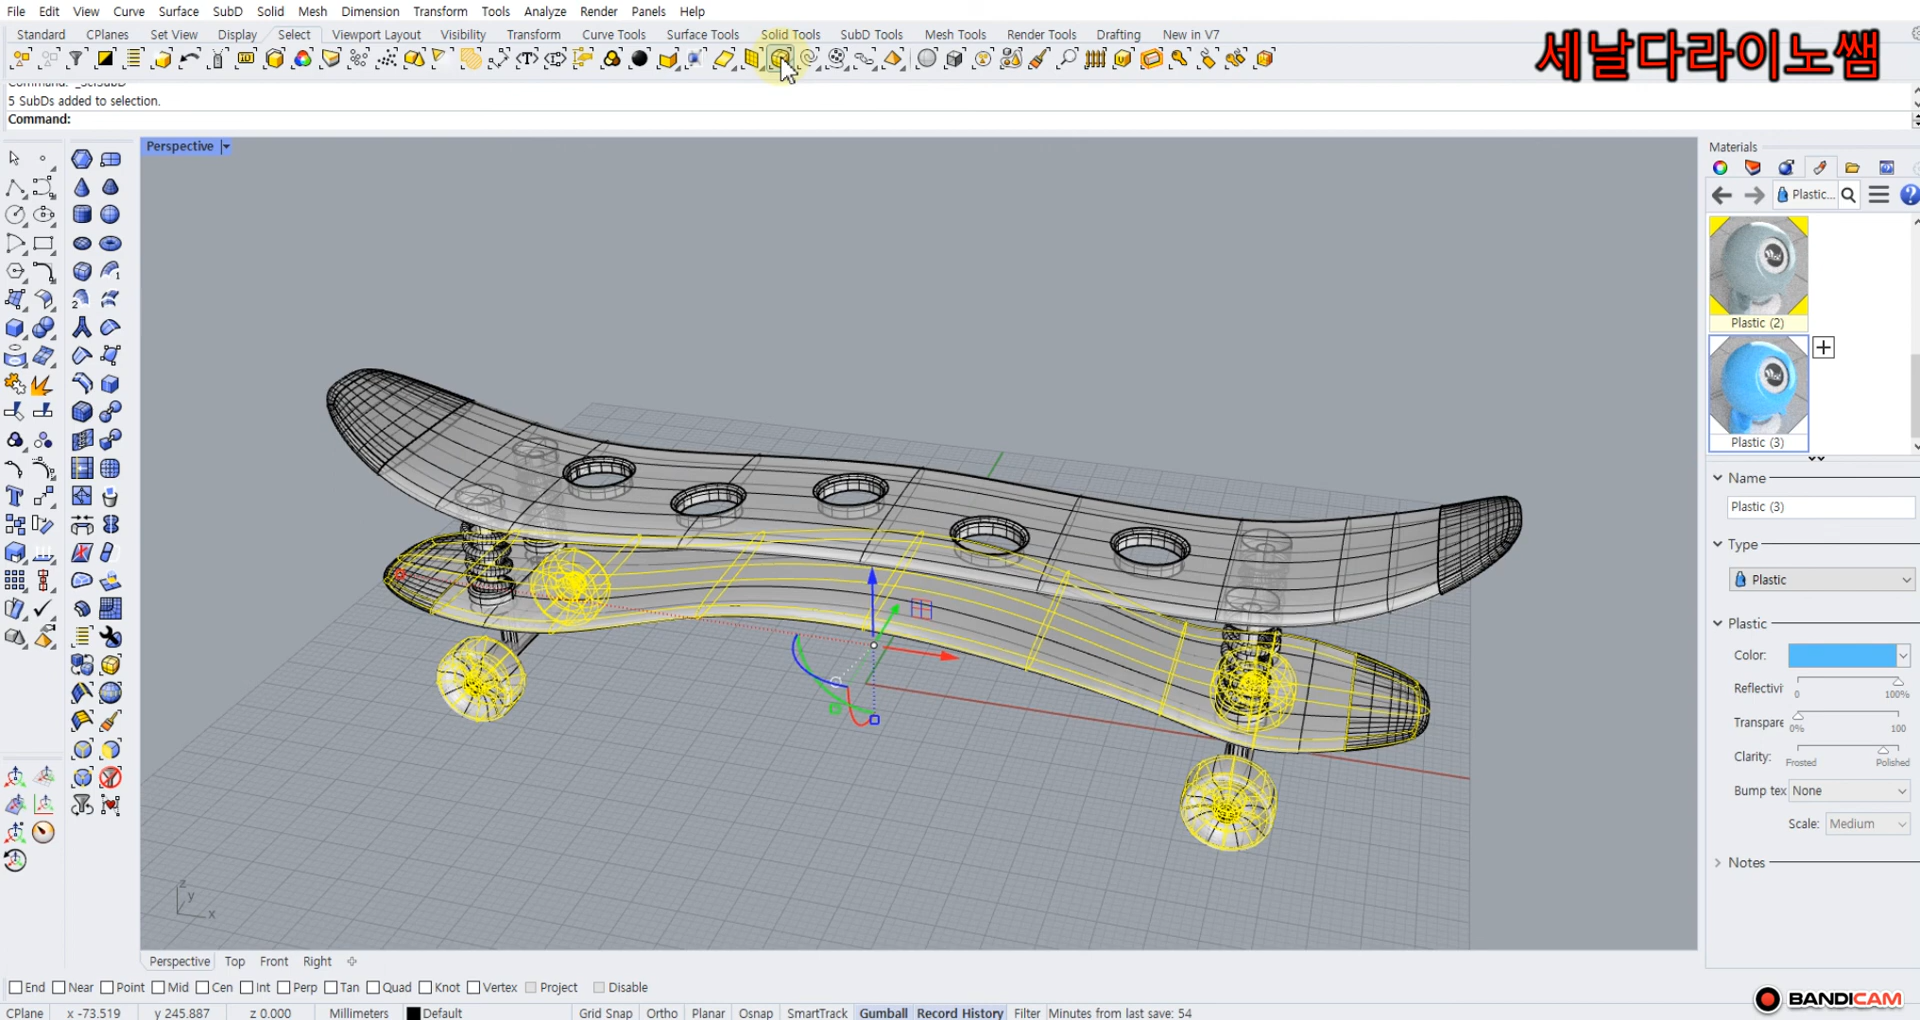 File Edit View Curve Surface SubD Solid Mesh Dimension Transform Tools Analyze Render Panels Help
Standard CPlanes Set View Display Select Viewport Layout Visibility Transform Curve Tools Surface Tools Solid Tools SubD Tools Mesh Tools Render Tools Drafting New in V7
세날다라이노쌤
5 SubDs added to selection.
Command:
Perspective
Materials
Plastic...
Plastic (2)
Plastic (3)
Name
Plastic (3)
Type
Plastic
Plastic
Color:
Reflectivi
0 100%
Transpare
0% 100
Clarity:
Frosted Polished
Bump tex None
Scale: Medium
Notes
z
y
x
Perspective Top Front Right
End Near Point Mid Cen Int Perp Tan Quad Knot Vertex Project Disable
BANDICAM
CPlane x -73.519 y 245.887 z 0.000 Millimeters Default Grid Snap Ortho Planar Osnap SmartTrack Gumball Record History Filter Minutes from last save: 54